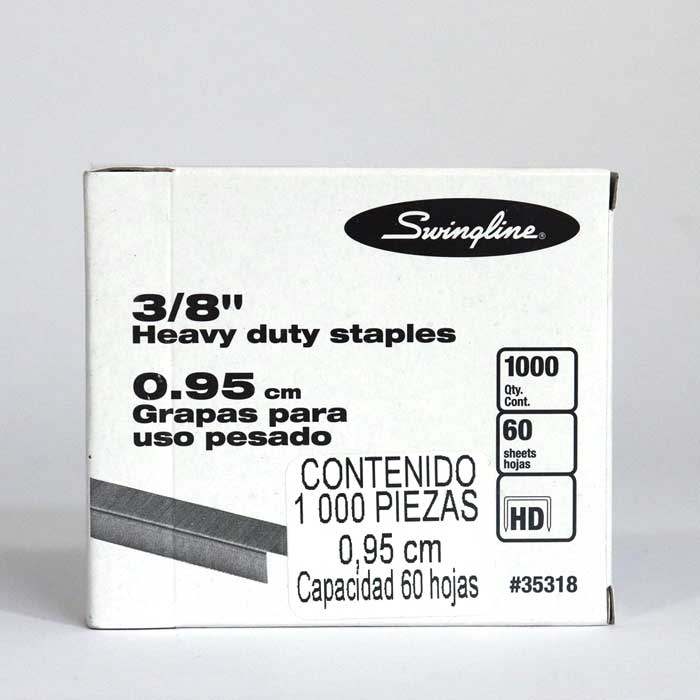 Swingline®
3/8"
Heavy duty staples
0.95 cm
Grapas para
uso pesado
1000
Qty.
Cont.
60
sheets
hojas
HD
CONTENIDO
1 000 PIEZAS
0,95 cm
Capacidad 60 hojas
#35318